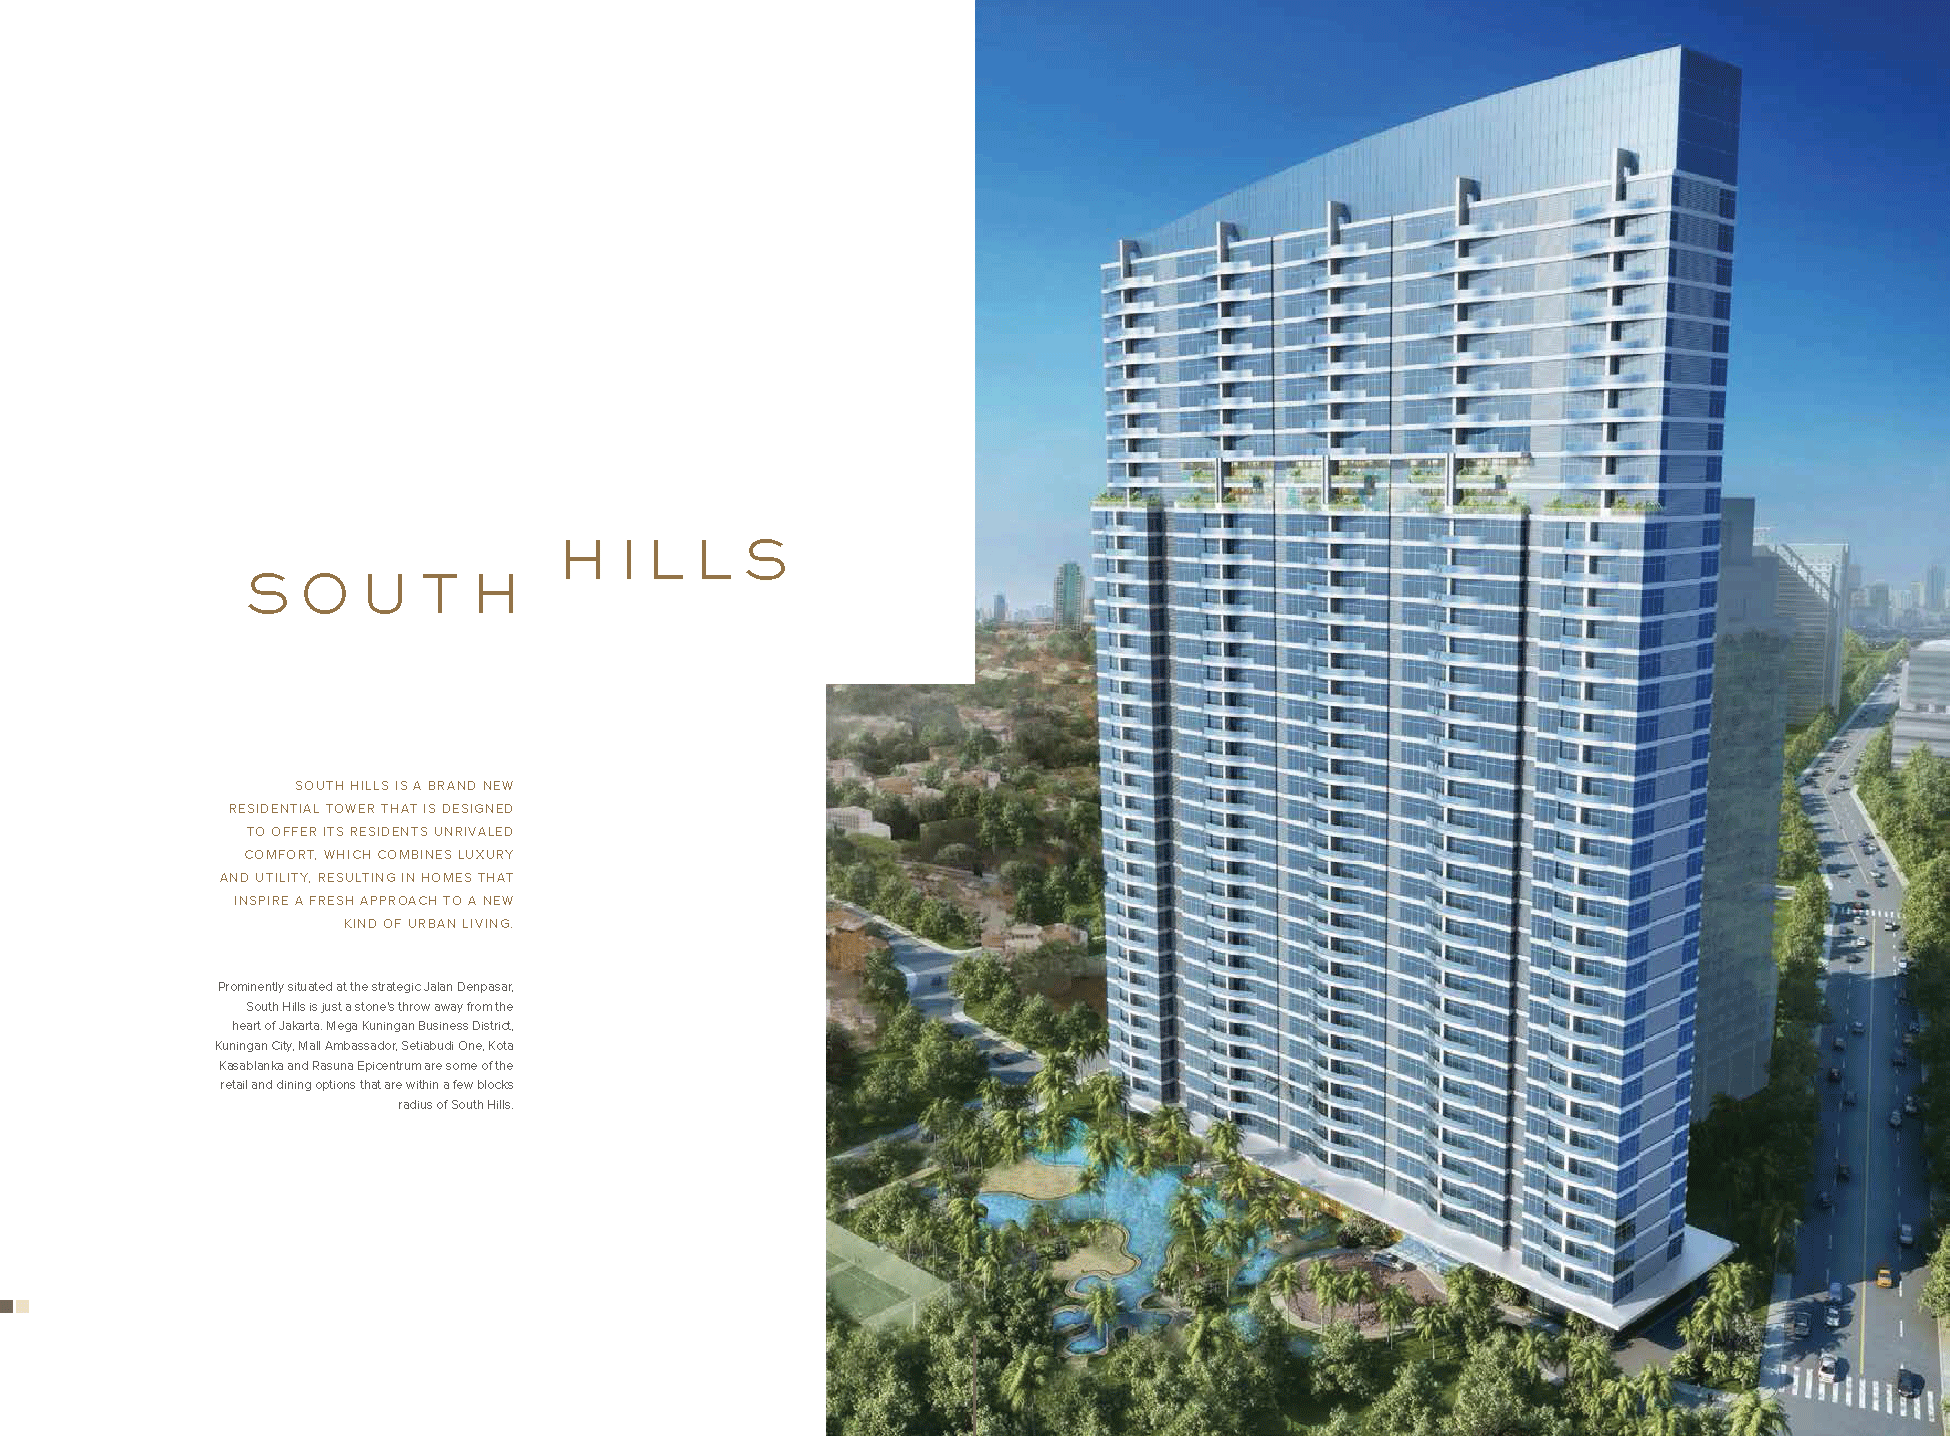 SOUTH HILLS
SOUTH HILLS IS A BRAND NEW
RESIDENTIAL TOWER THAT IS DESIGNED
TO OFFER ITS RESIDENTS UNRIVALED
COMFORT, WHICH COMBINES LUXURY
AND UTILITY, RESULTING IN HOMES THAT
INSPIRE A FRESH APPROACH TO A NEW
KIND OF URBAN LIVING.
Prominently situated at the strategic Jalan Denpasar,
South Hills is just a stone's throw away from the
heart of Jakarta. Mega Kuningan Business District,
Kuningan City, Mall Ambassador, Setiabudi One, Kota
Kasablanka and Rasuna Epicentrum are some of the
retail and dining options that are within a few blocks
radius of South Hills.